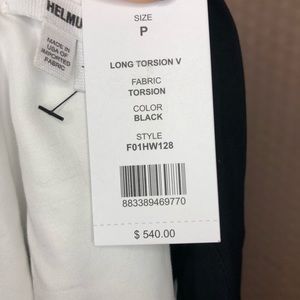 HELMU
MADE IN
USA OF
IMPORTED
FABRIC
SIZE
P
LONG TORSION V
FABRIC
TORSION
COLOR
BLACK
STYLE
F01HW128
883389469770
$ 540.00